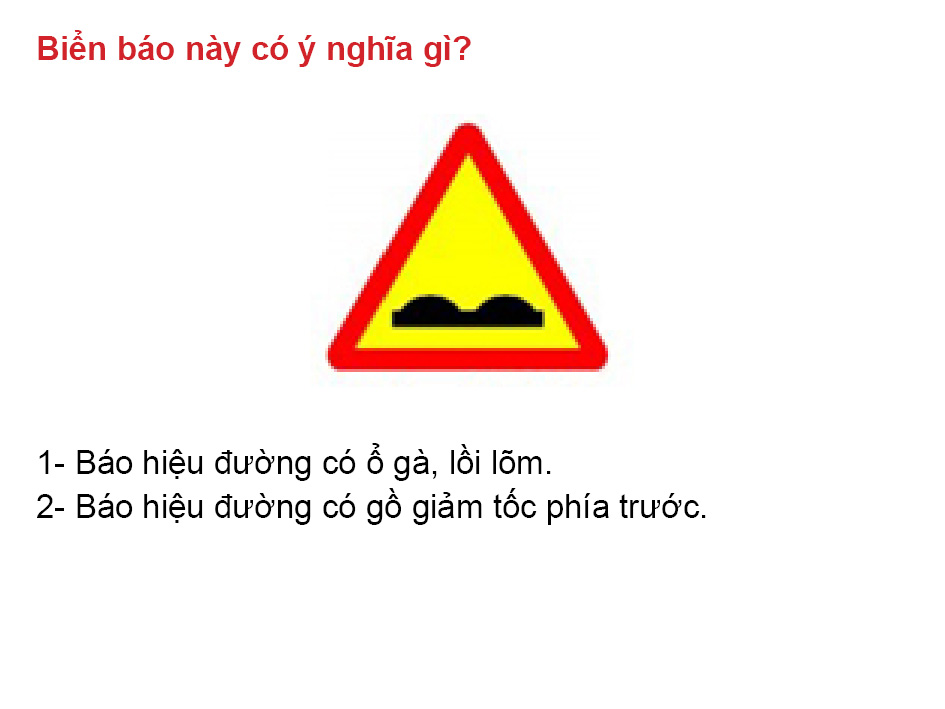 Biển báo này có ý nghĩa gì?
1- Báo hiệu đường có ổ gà, lồi lõm.
2- Báo hiệu đường có gồ giảm tốc phía trước.